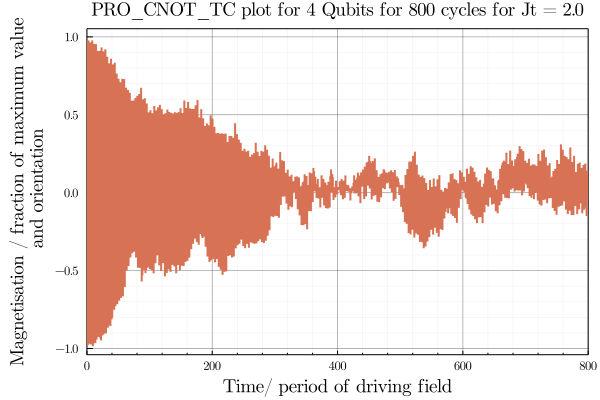 PRO_CNOT_TC plot for 4 Qubits for 800 cycles for Jt = 2.0
Magnetisation / fraction of maximum value
and orientation
1.0
0.5
0.0
−0.5
−1.0
0 200 400 600 800
Time/ period of driving field